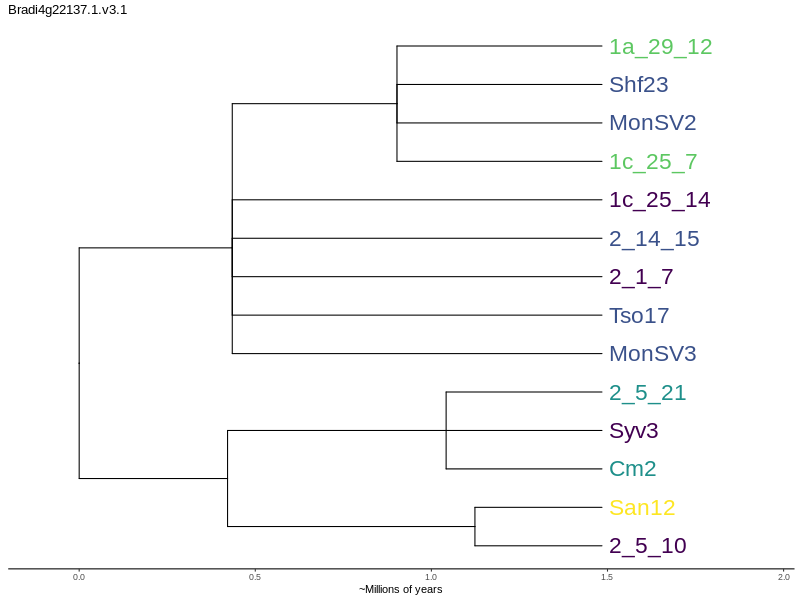 Bradi4g22137.1.v3.1
1a_29_12
Shf23
MonSV2
1c_25_7
1c_25_14
2_14_15
2_1_7
Tso17
MonSV3
2_5_21
Syv3
Cm2
San12
2_5_10
0.0 0.5 1.0 1.5 2.0
~Millions of years